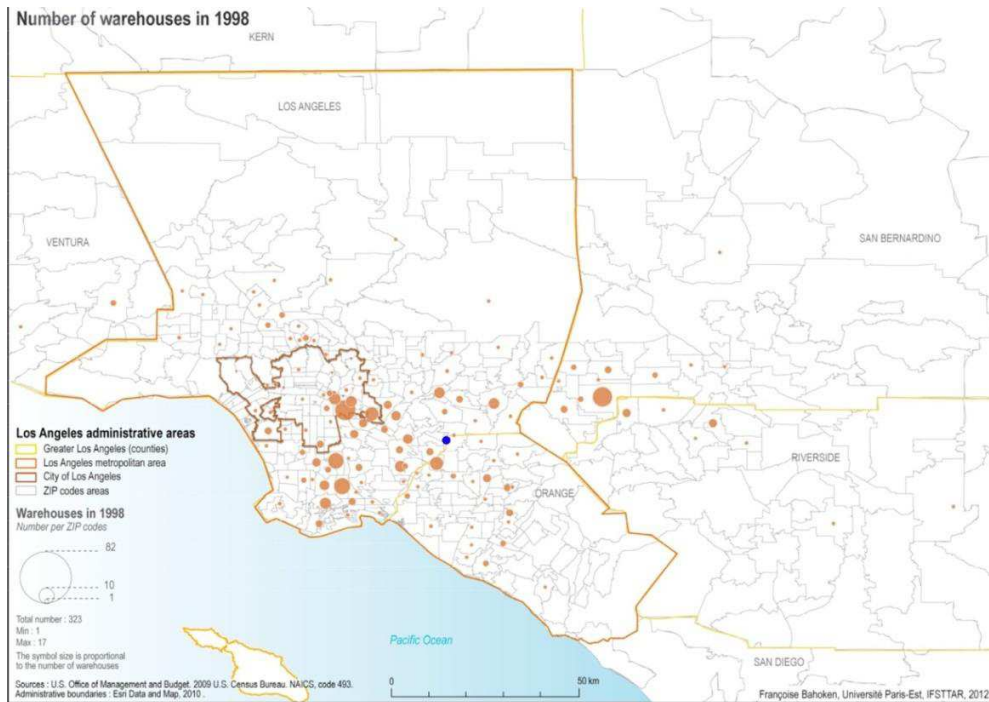 Number of warehouses in 1998
KERN
LOS ANGELES
VENTURA
SAN BERNARDINO
Los Angeles administrative areas
Greater Los Angeles (counties)
Los Angeles metropolitan area
City of Los Angeles
ZIP codes areas
RIVERSIDE
ORANGE
Warehouses in 1998
Number per ZIP codes
82
10
1
Total number : 323
Min : 1
Max : 17
The symbol size is proportional
to the number of warehouses
Pacific Ocean
SAN DIEGO
Sources : U.S. Office of Management and Budget. 2009 U.S. Census Bureau. NAICS, code 493.
Administrative boundaries : Esri Data and Map, 2010 .
0
50 km
Françoise Bahoken, Université Paris-Est, IFSTTAR, 2012